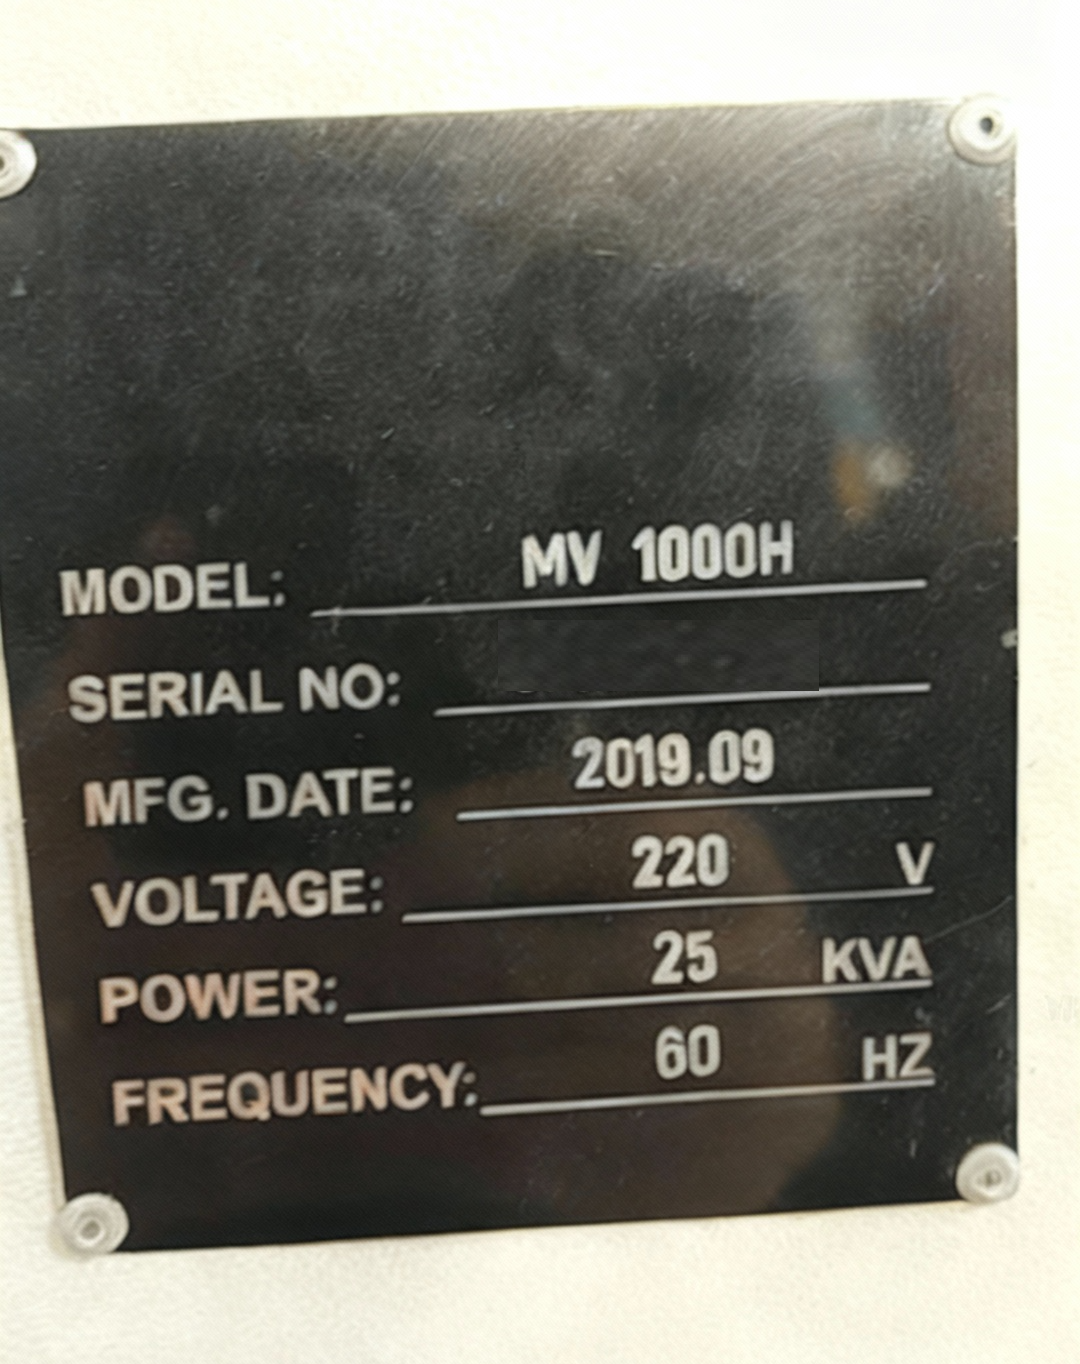 MODEL: MV 1000H
SERIAL NO:
MFG. DATE: 2019.09
VOLTAGE: 220 V
POWER: 25 KVA
FREQUENCY: 60 HZ